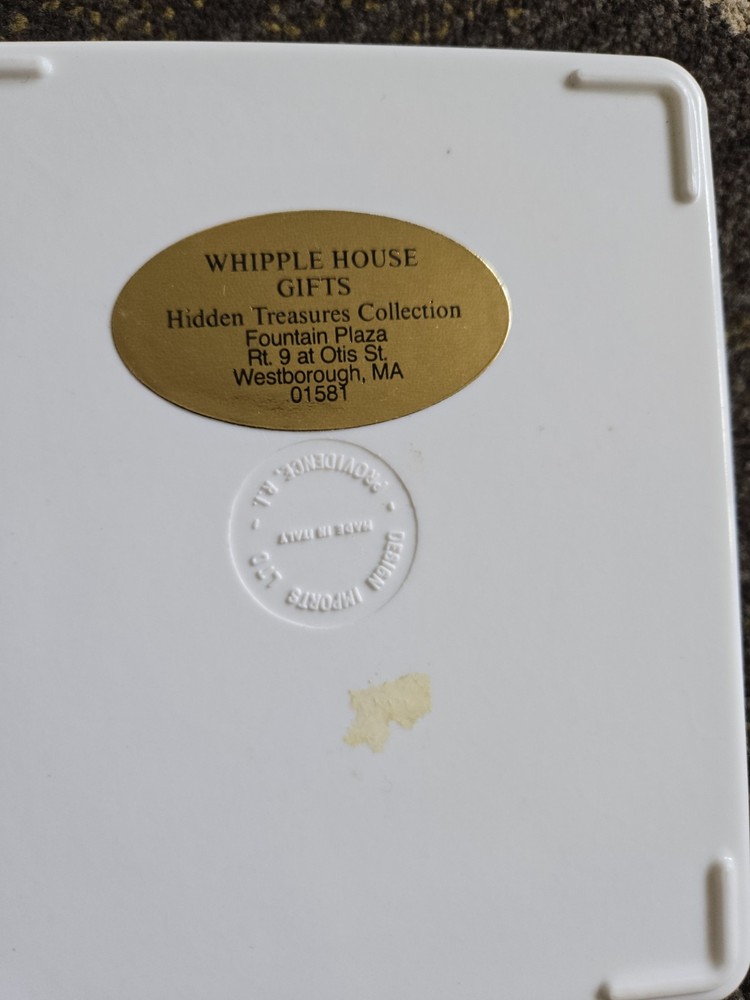 WHIPPLE HOUSE
GIFTS
Hidden Treasures Collection
Fountain Plaza
Rt. 9 at Otis St.
Westborough, MA
01581
DESIGN IMPORTS LTD - PROVIDENCE, R.I. -
MADE IN ITALY